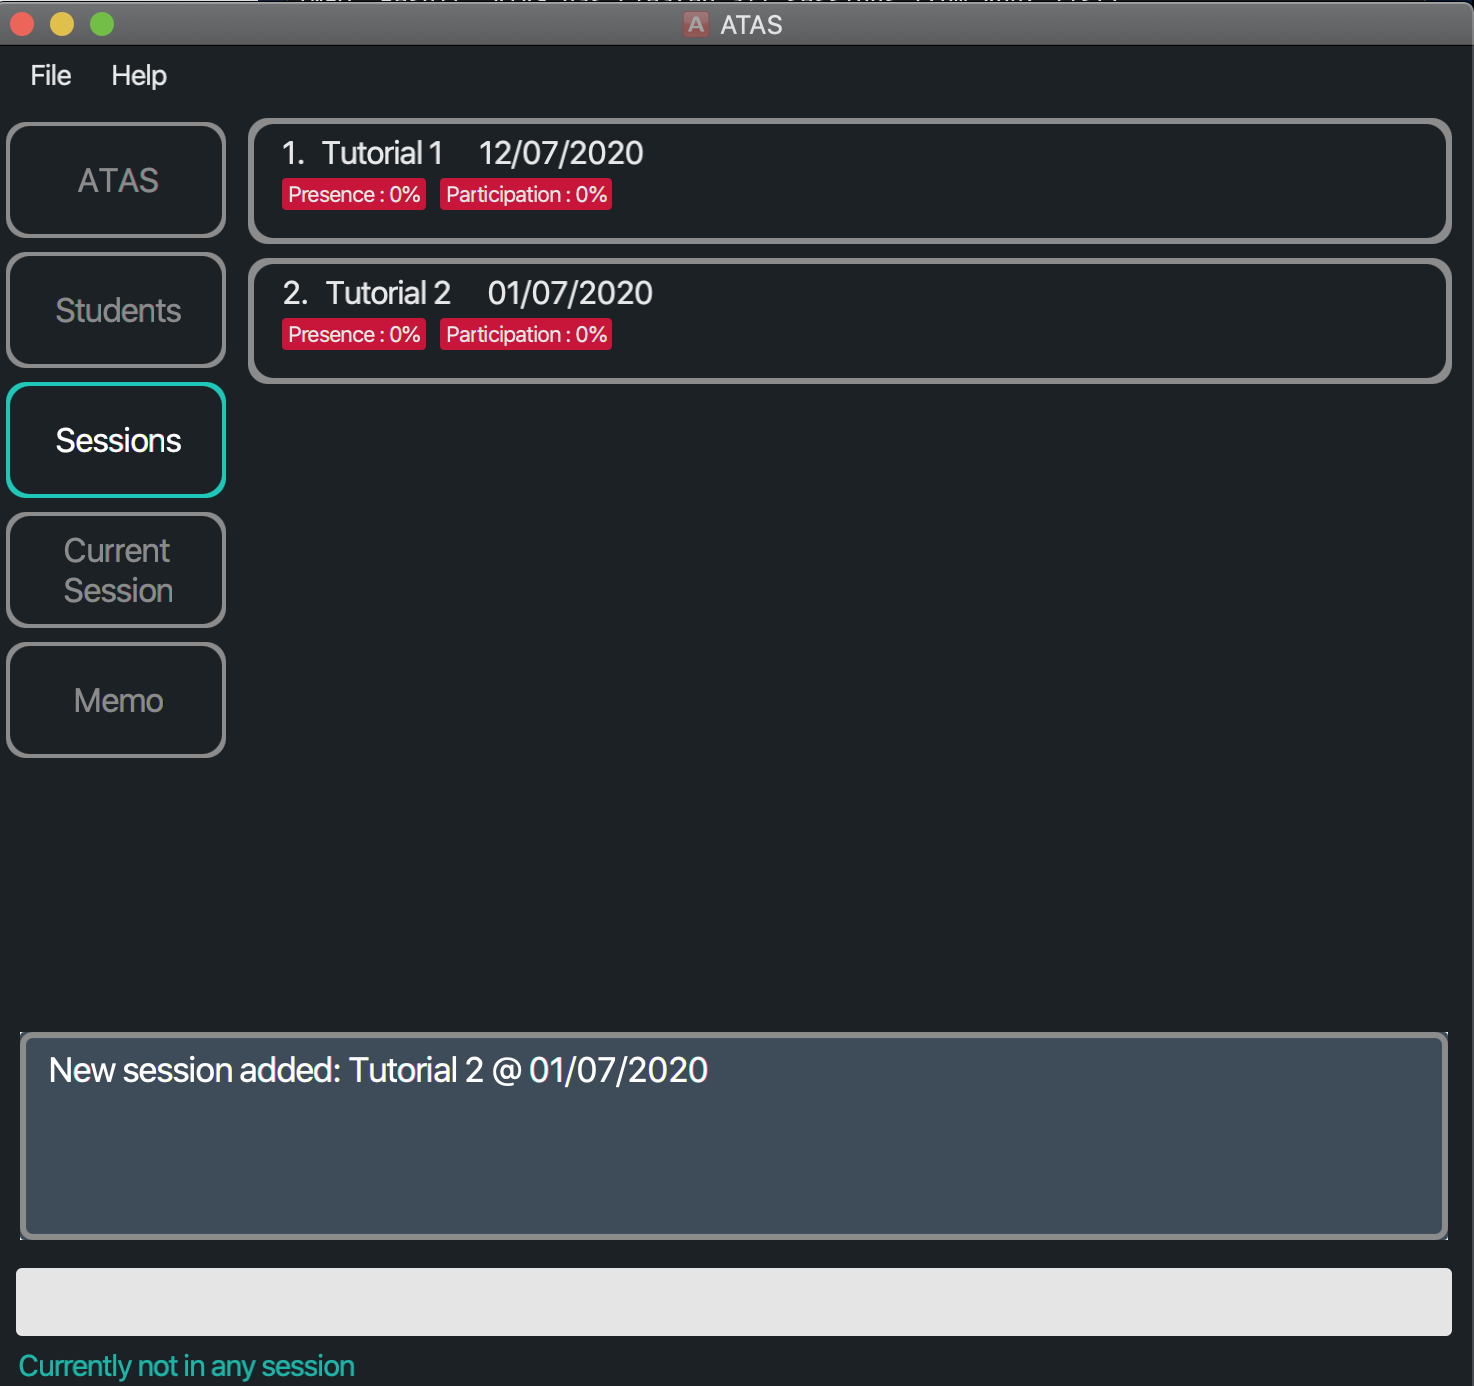 A ATAS
File Help
ATAS
Students
Sessions
Current
Session
Memo
1. Tutorial 1 12/07/2020
Presence : 0% Participation : 0%
2. Tutorial 2 01/07/2020
Presence : 0% Participation : 0%
New session added: Tutorial 2 @ 01/07/2020
Currently not in any session